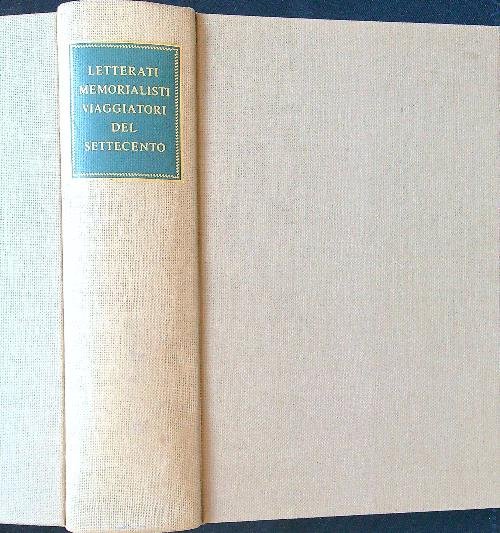 LETTERATI
MEMORIALISTI
VIAGGIATORI
DEL
SETTECENTO